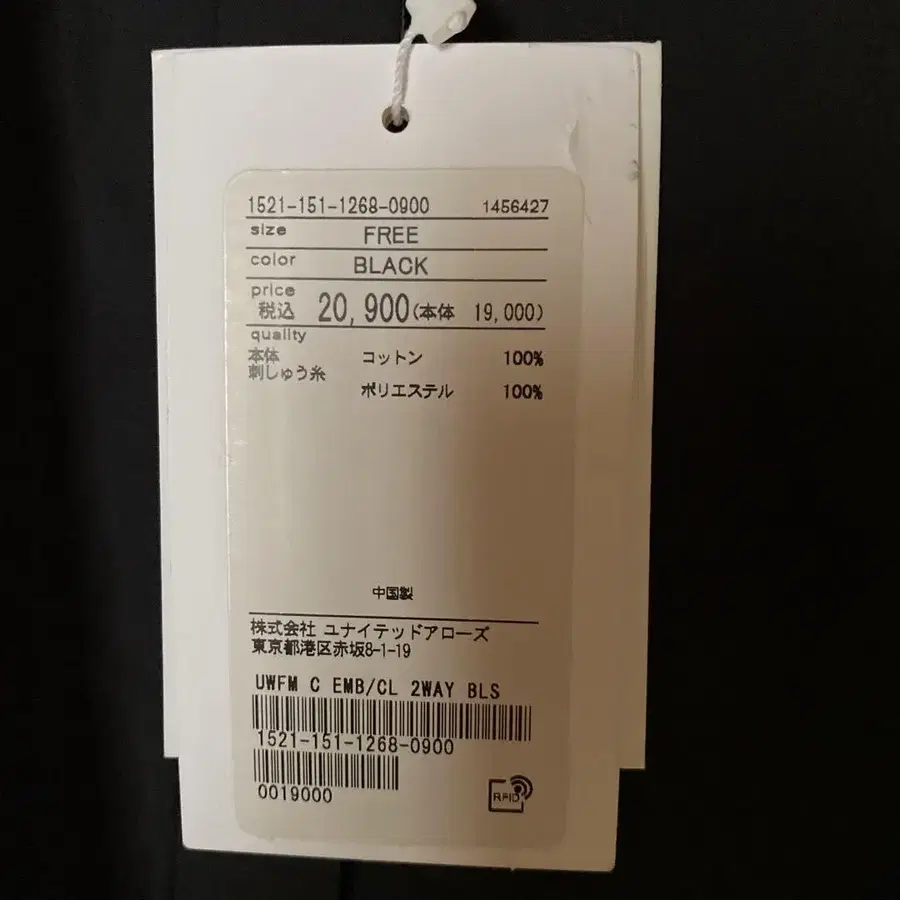 1521-151-1268-0900 1456427
size FREE
color BLACK
price
税込 20,900(本体 19,000)
quality
本体 コットン 100%
刺しゅう糸
ポリエステル 100%
中国製
株式会社 ユナイテッドアローズ
東京都港区赤坂8-1-19
UWFM C EMB/CL 2WAY BLS
1521-151-1268-0900
0019000
RFID